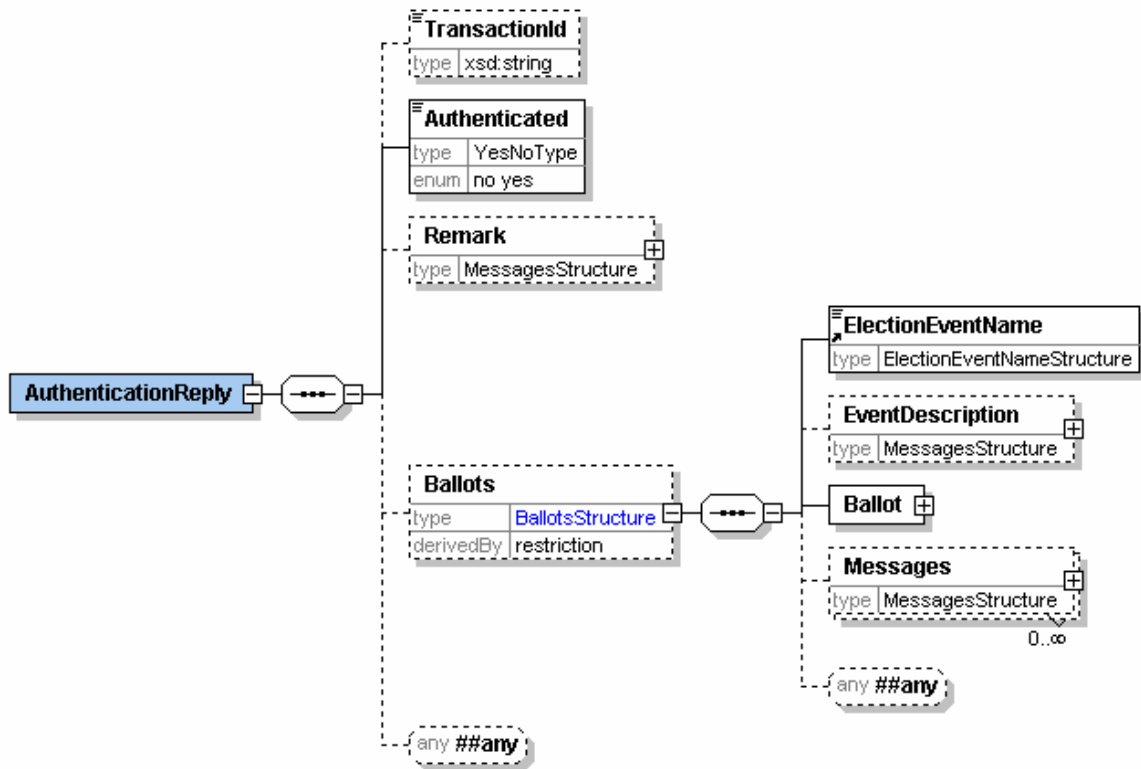 TransactionId
type xsd:string
Authenticated
type YesNoType
enum no yes
Remark
type MessagesStructure
AuthenticationReply
Ballots
type BallotsStructure
derivedBy restriction
ElectionEventName
type ElectionEventNameStructure
EventDescription
type MessagesStructure
Ballot
Messages
type MessagesStructure
0..∞
any ##any
any ##any